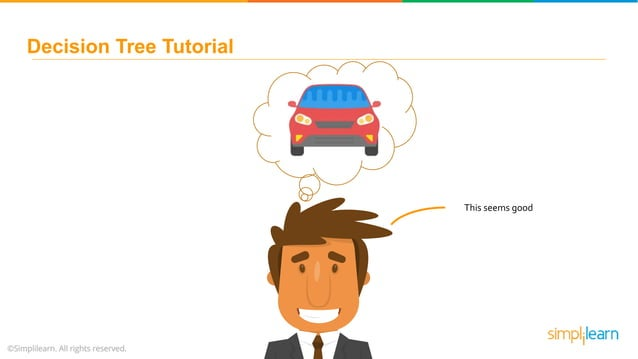 Decision Tree Tutorial
This seems good
©Simplilearn. All rights reserved.
simplilearn